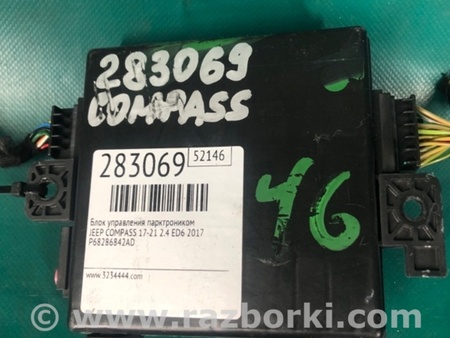 283069
COMPASS
283069 52146
Блок управления парктроником
JEEP COMPASS 17-21 2.4 ED6 2017
P68286842AD
www.3234444.com
46
www.razborki.com